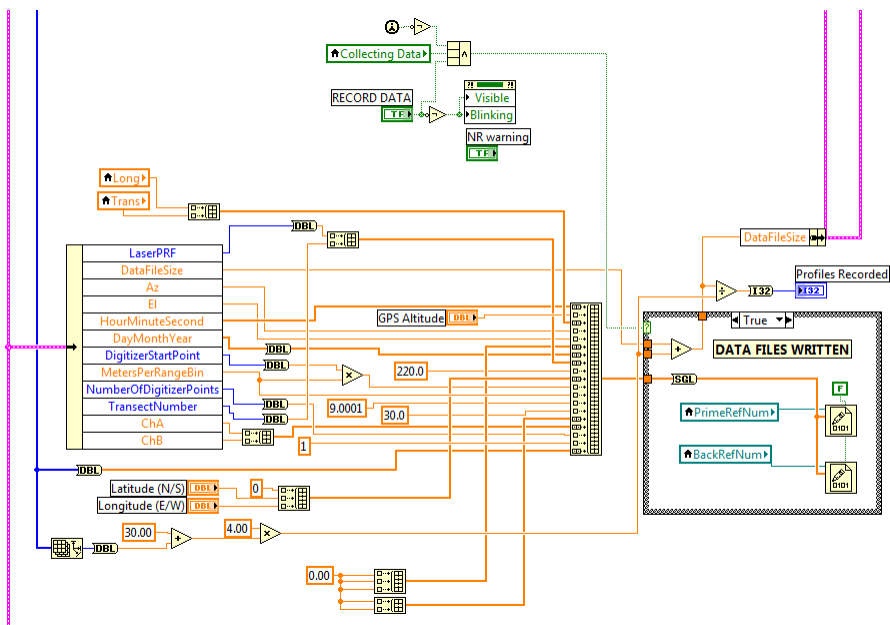 Collecting Data
RECORD DATA
TF
?! ?!
Visible
Blinking
NR warning
TF
Long
Trans
DBL
LaserPRF
DataFileSize
Az
El
HourMinuteSecond
DayMonthYear
DigitizerStartPoint
MetersPerRangeBin
NumberOfDigitizerPoints
TransectNumber
ChA
ChB
DBL
DBL
DBL
DBL
GPS Altitude
DBL
220.0
9.0001
30.0
1
DBL
Latitude (N/S)
DBL
Longitude (E/W)
DBL
0
30.00
4.00
DBL
0.00
DataFileSize
Profiles Recorded
I32
I32
True
DATA FILES WRITTEN
SGL
F
PrimeRefNum
0101
BackRefNum
0101